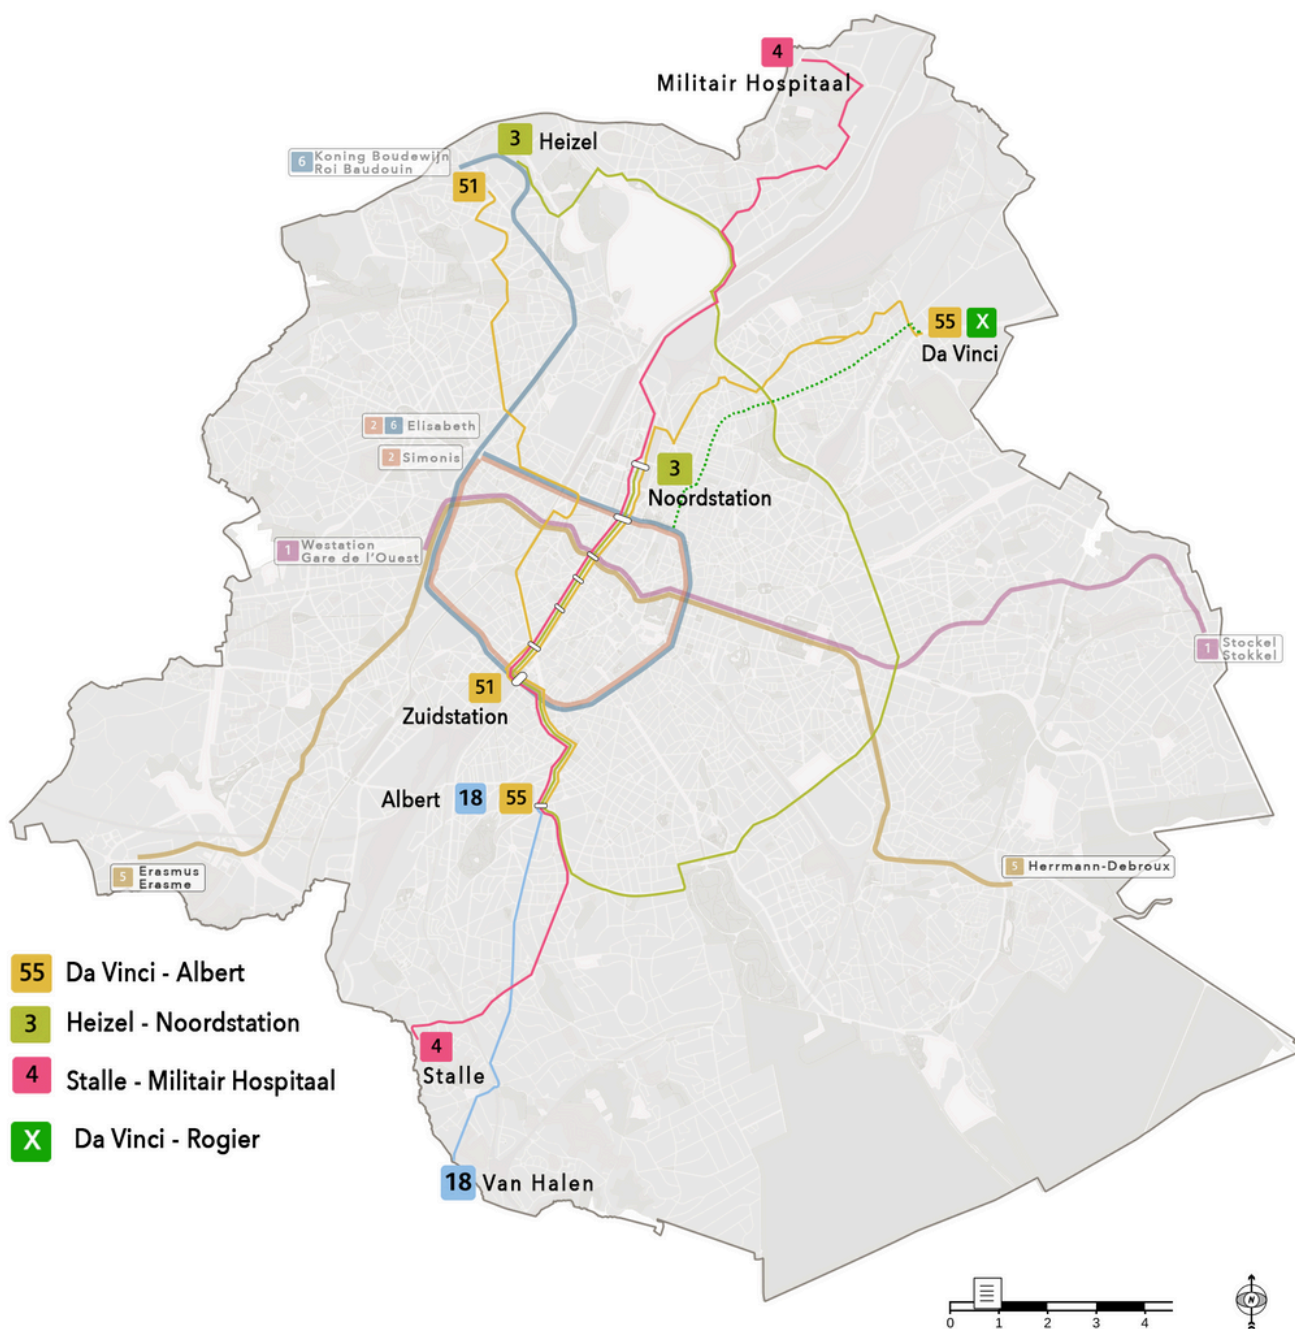 4
Militair Hospitaal
3 Heizel
6 Koning Boudewijn
Roi Baudouin
51
55 X
Da Vinci
2 6 Elisabeth
2 Simonis
3
Noordstation
1 Westation
Gare de l'Ouest
1 Stockel
Stokkel
51
Zuidstation
Albert 18 55
5 Erasmus
Erasme
5 Herrmann-Debroux
55 Da Vinci - Albert
3 Heizel - Noordstation
4 Stalle - Militair Hospitaal
X Da Vinci - Rogier
4
Stalle
18 Van Halen
0 1 2 3 4
N